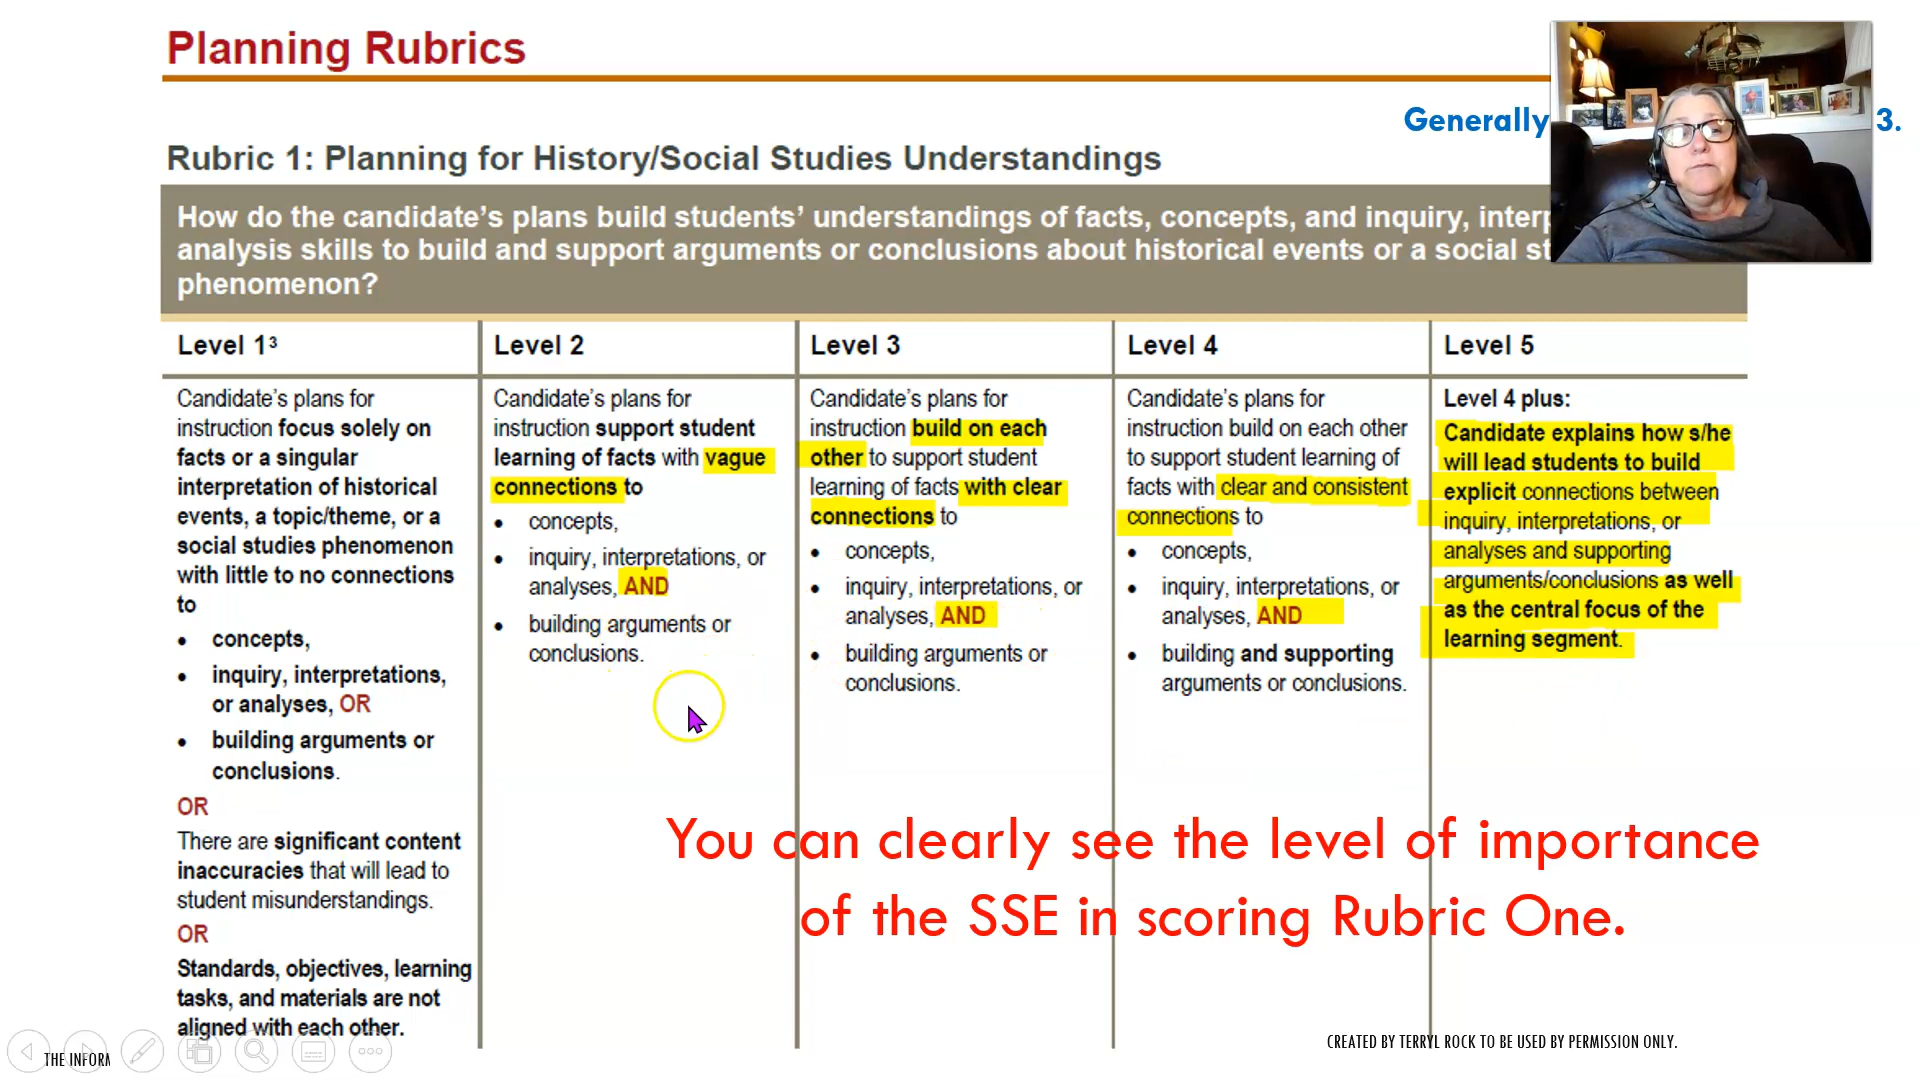 Planning Rubrics
Generally
3.
Rubric 1: Planning for History/Social Studies Understandings
How do the candidate's plans build students' understandings of facts, concepts, and inquiry,
analysis skills to build and support arguments or conclusions about historical events or a social
phenomenon?
Level 1³
Candidate's plans for
instruction focus solely on
facts or a singular
interpretation of historical
events, a topic/theme, or a
social studies phenomenon
with little to no connections
to
• concepts,
• inquiry, interpretations,
or analyses, OR
• building arguments or
conclusions.
OR
There are significant content
inaccuracies that will lead to
student misunderstandings.
OR
Standards, objectives, learning
tasks, and materials are not
aligned with each other.
Level 2
Candidate's plans for
instruction support student
learning of facts with vague
connections to
• concepts,
• inquiry, interpretations, or
analyses, AND
• building arguments or
conclusions.
Level 3
Candidate's plans for
instruction build on each
other to support student
learning of facts with clear
connections to
• concepts,
• inquiry, interpretations, or
analyses, AND
• building arguments or
conclusions.
Level 4
Candidate's plans for
instruction build on each other
to support student learning of
facts with clear and consistent
connections to
• concepts,
• inquiry, interpretations, or
analyses, AND
• building and supporting
arguments or conclusions.
Level 5
Level 4 plus:
Candidate explains how s/he
will lead students to build
explicit connections between
inquiry, interpretations, or
analyses and supporting
arguments/conclusions as well
as the central focus of the
learning segment.
You can clearly see the level of importance
of the SSE in scoring Rubric One.
CREATED BY TERRYL ROCK TO BE USED BY PERMISSION ONLY.
THE